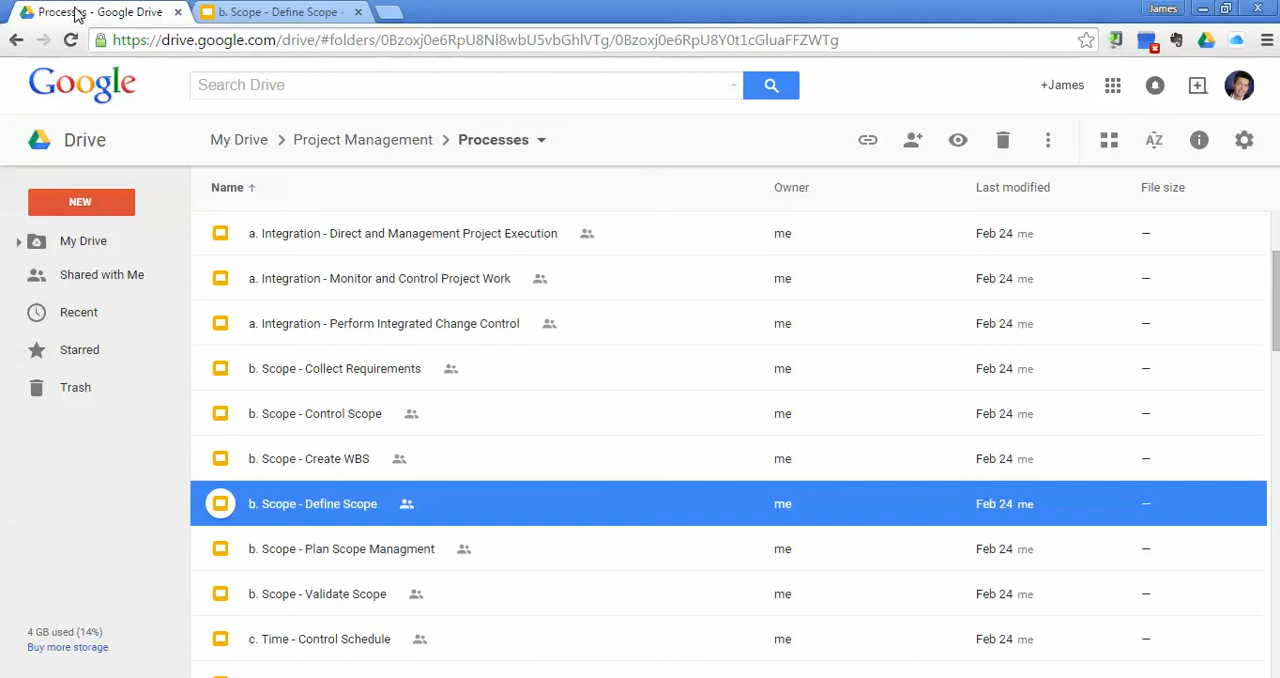 Processes - Google Drive
b. Scope - Define Scope -
James
https://drive.google.com/drive/#folders/0Bzoxj0e6RpU8Nl8wbU5vbGhlVTg/0Bzoxj0e6RpU8Y0t1cGluaFFZWTg
Google
Search Drive
+James
Drive
My Drive > Project Management > Processes
NEW
My Drive
Shared with Me
Recent
Starred
Trash
4 GB used (14%)
Buy more storage
Name Owner Last modified File size
a. Integration - Direct and Management Project Execution me Feb 24 me –
a. Integration - Monitor and Control Project Work me Feb 24 me –
a. Integration - Perform Integrated Change Control me Feb 24 me –
b. Scope - Collect Requirements me Feb 24 me –
b. Scope - Control Scope me Feb 24 me –
b. Scope - Create WBS me Feb 24 me –
b. Scope - Define Scope me Feb 24 me –
b. Scope - Plan Scope Managment me Feb 24 me –
b. Scope - Validate Scope me Feb 24 me –
c. Time - Control Schedule me Feb 24 me –